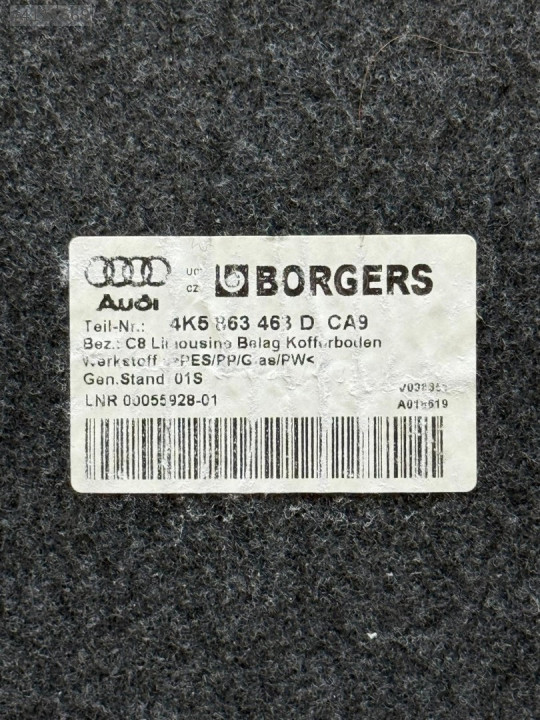 Audi
BORGERS
Teil-Nr.: 4K5 863 463 D CA9
Bez.: C8 Limousine Belag Kofferboden
Werkstoff >PES/PP/Glas/PW<
Gen.Stand 01S
LNR 00055928-01